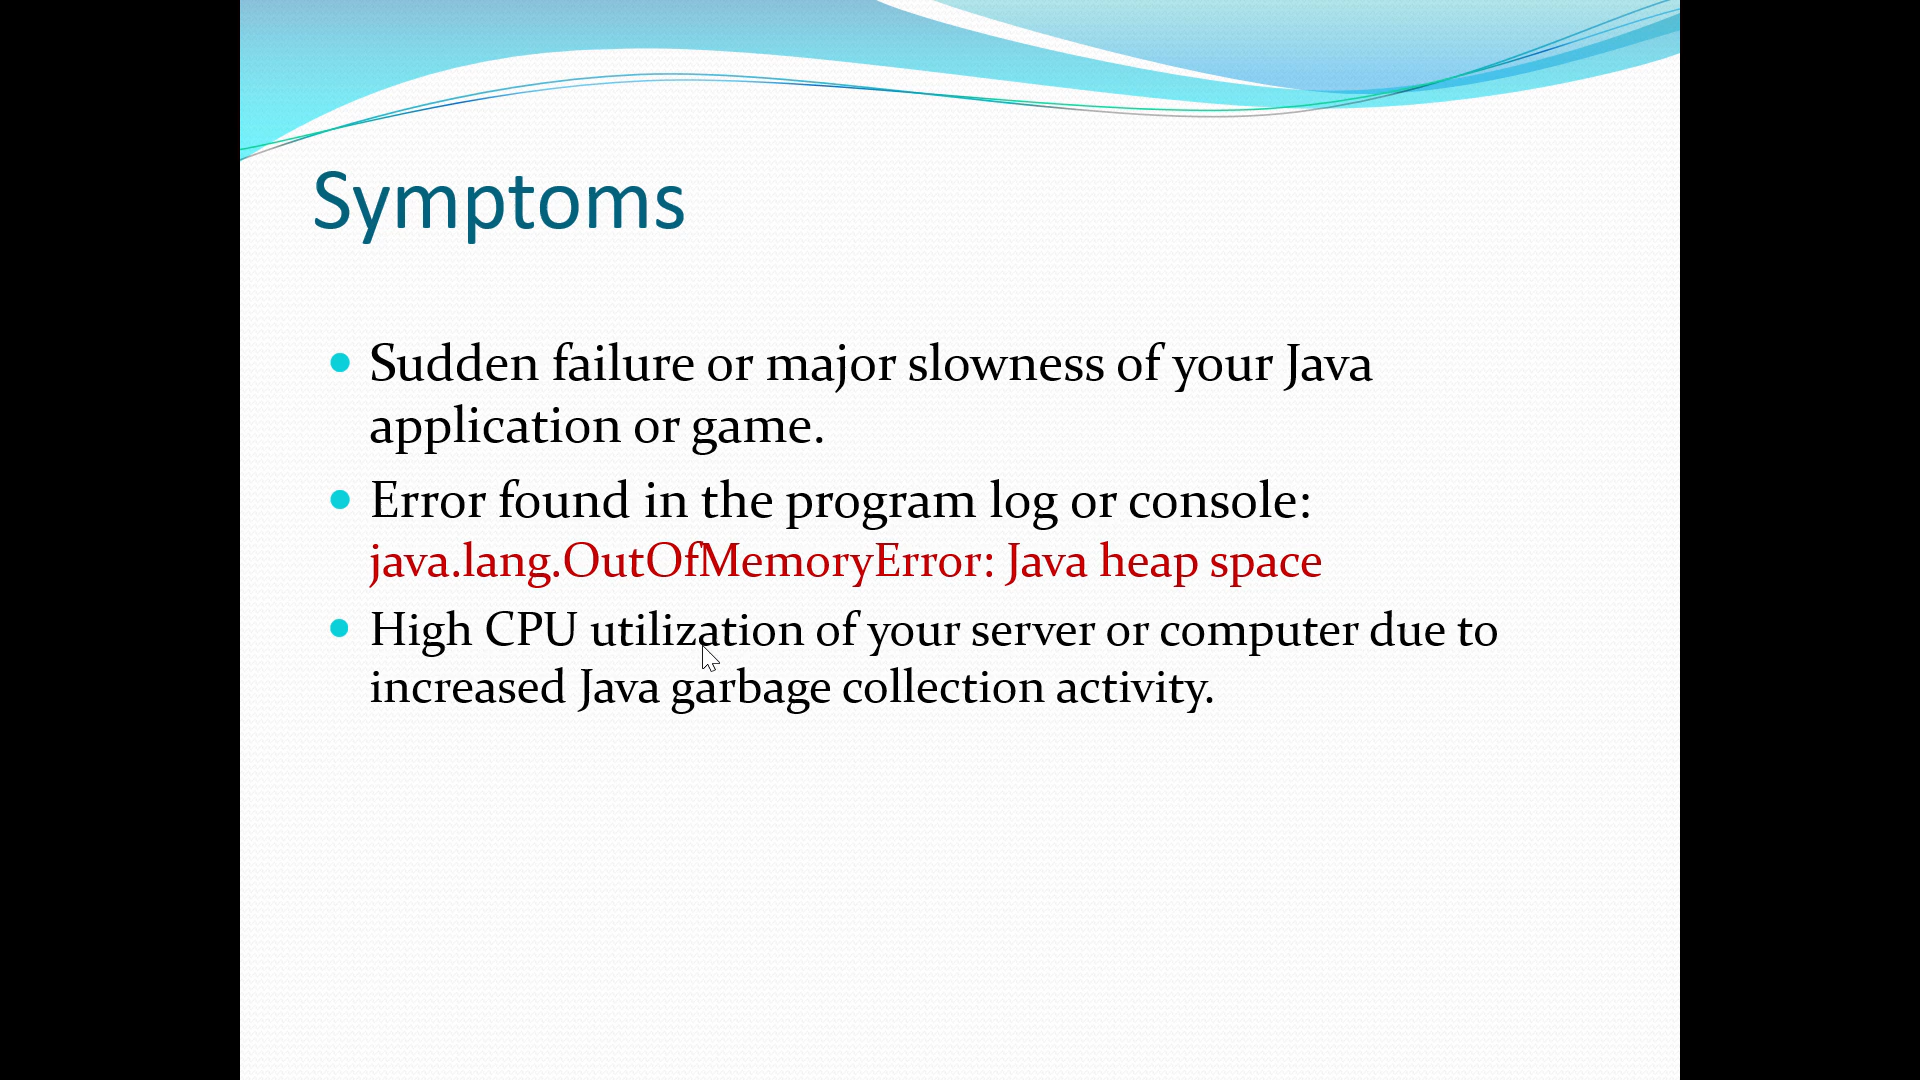 Symptoms
Sudden failure or major slowness of your Java
application or game.
Error found in the program log or console:
java.lang.OutOfMemoryError: Java heap space
High CPU utilization of your server or computer due to
increased Java garbage collection activity.